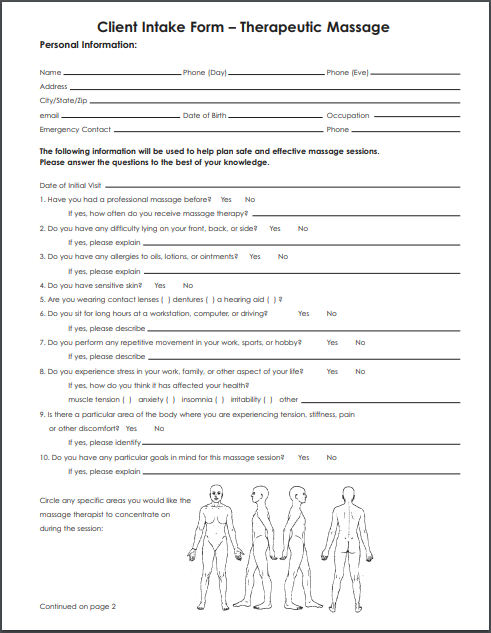 Client Intake Form – Therapeutic Massage
Personal Information:
Name Phone (Day) Phone (Eve)
Address
City/State/Zip
email Date of Birth Occupation
Emergency Contact Phone
The following information will be used to help plan safe and effective massage sessions.
Please answer the questions to the best of your knowledge.
Date of Initial Visit
1. Have you had a professional massage before? Yes No
If yes, how often do you receive massage therapy?
2. Do you have any difficulty lying on your front, back, or side? Yes No
If yes, please explain
3. Do you have any allergies to oils, lotions, or ointments? Yes No
If yes, please explain
4. Do you have sensitive skin? Yes No
5. Are you wearing contact lenses ( ) dentures ( ) a hearing aid ( ) ?
6. Do you sit for long hours at a workstation, computer, or driving? Yes No
If yes, please describe
7. Do you perform any repetitive movement in your work, sports, or hobby? Yes No
If yes, please describe
8. Do you experience stress in your work, family, or other aspect of your life? Yes No
If yes, how do you think it has affected your health?
muscle tension ( ) anxiety ( ) insomnia ( ) irritability ( ) other
9. Is there a particular area of the body where you are experiencing tension, stiffness, pain
or other discomfort? Yes No
If yes, please identify
10. Do you have any particular goals in mind for this massage session? Yes No
If yes, please explain
Circle any specific areas you would like the
massage therapist to concentrate on
during the session:
Continued on page 2